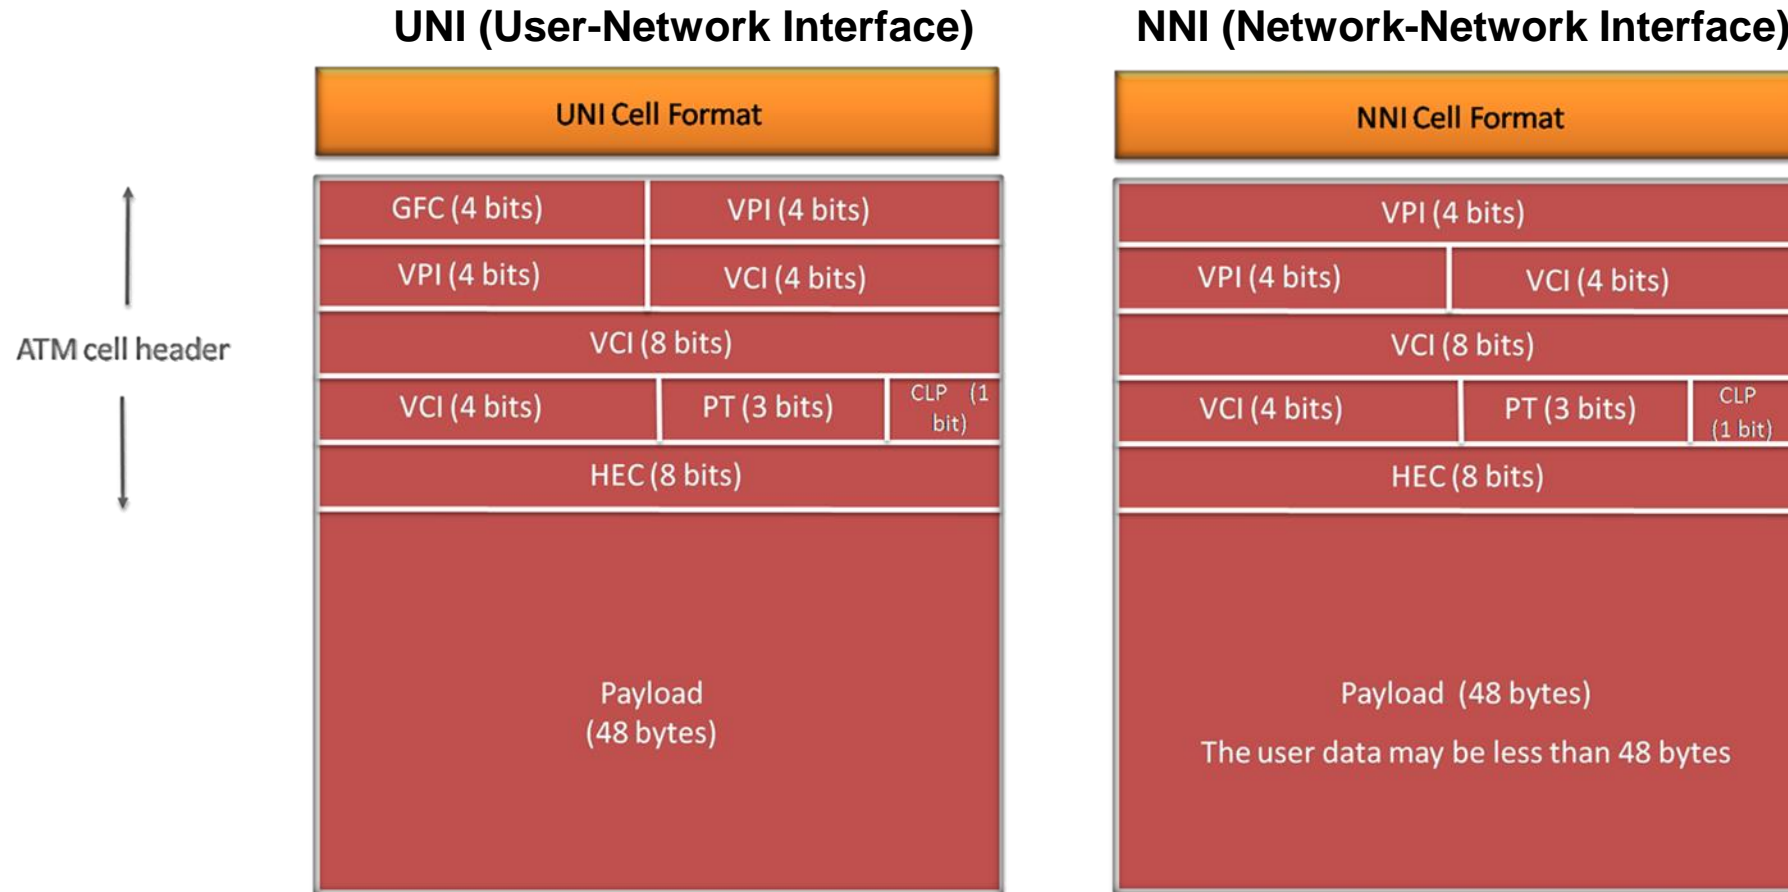 UNI (User-Network Interface)
NNI (Network-Network Interface)
UNI Cell Format
NNI Cell Format
ATM cell header
GFC (4 bits)
VPI (4 bits)
VPI (4 bits)
VCI (4 bits)
VCI (8 bits)
VCI (4 bits)
PT (3 bits)
CLP (1
bit)
HEC (8 bits)
Payload
(48 bytes)
VPI (4 bits)
VPI (4 bits)
VCI (4 bits)
VCI (8 bits)
VCI (4 bits)
PT (3 bits)
CLP
(1 bit)
HEC (8 bits)
Payload (48 bytes)
The user data may be less than 48 bytes